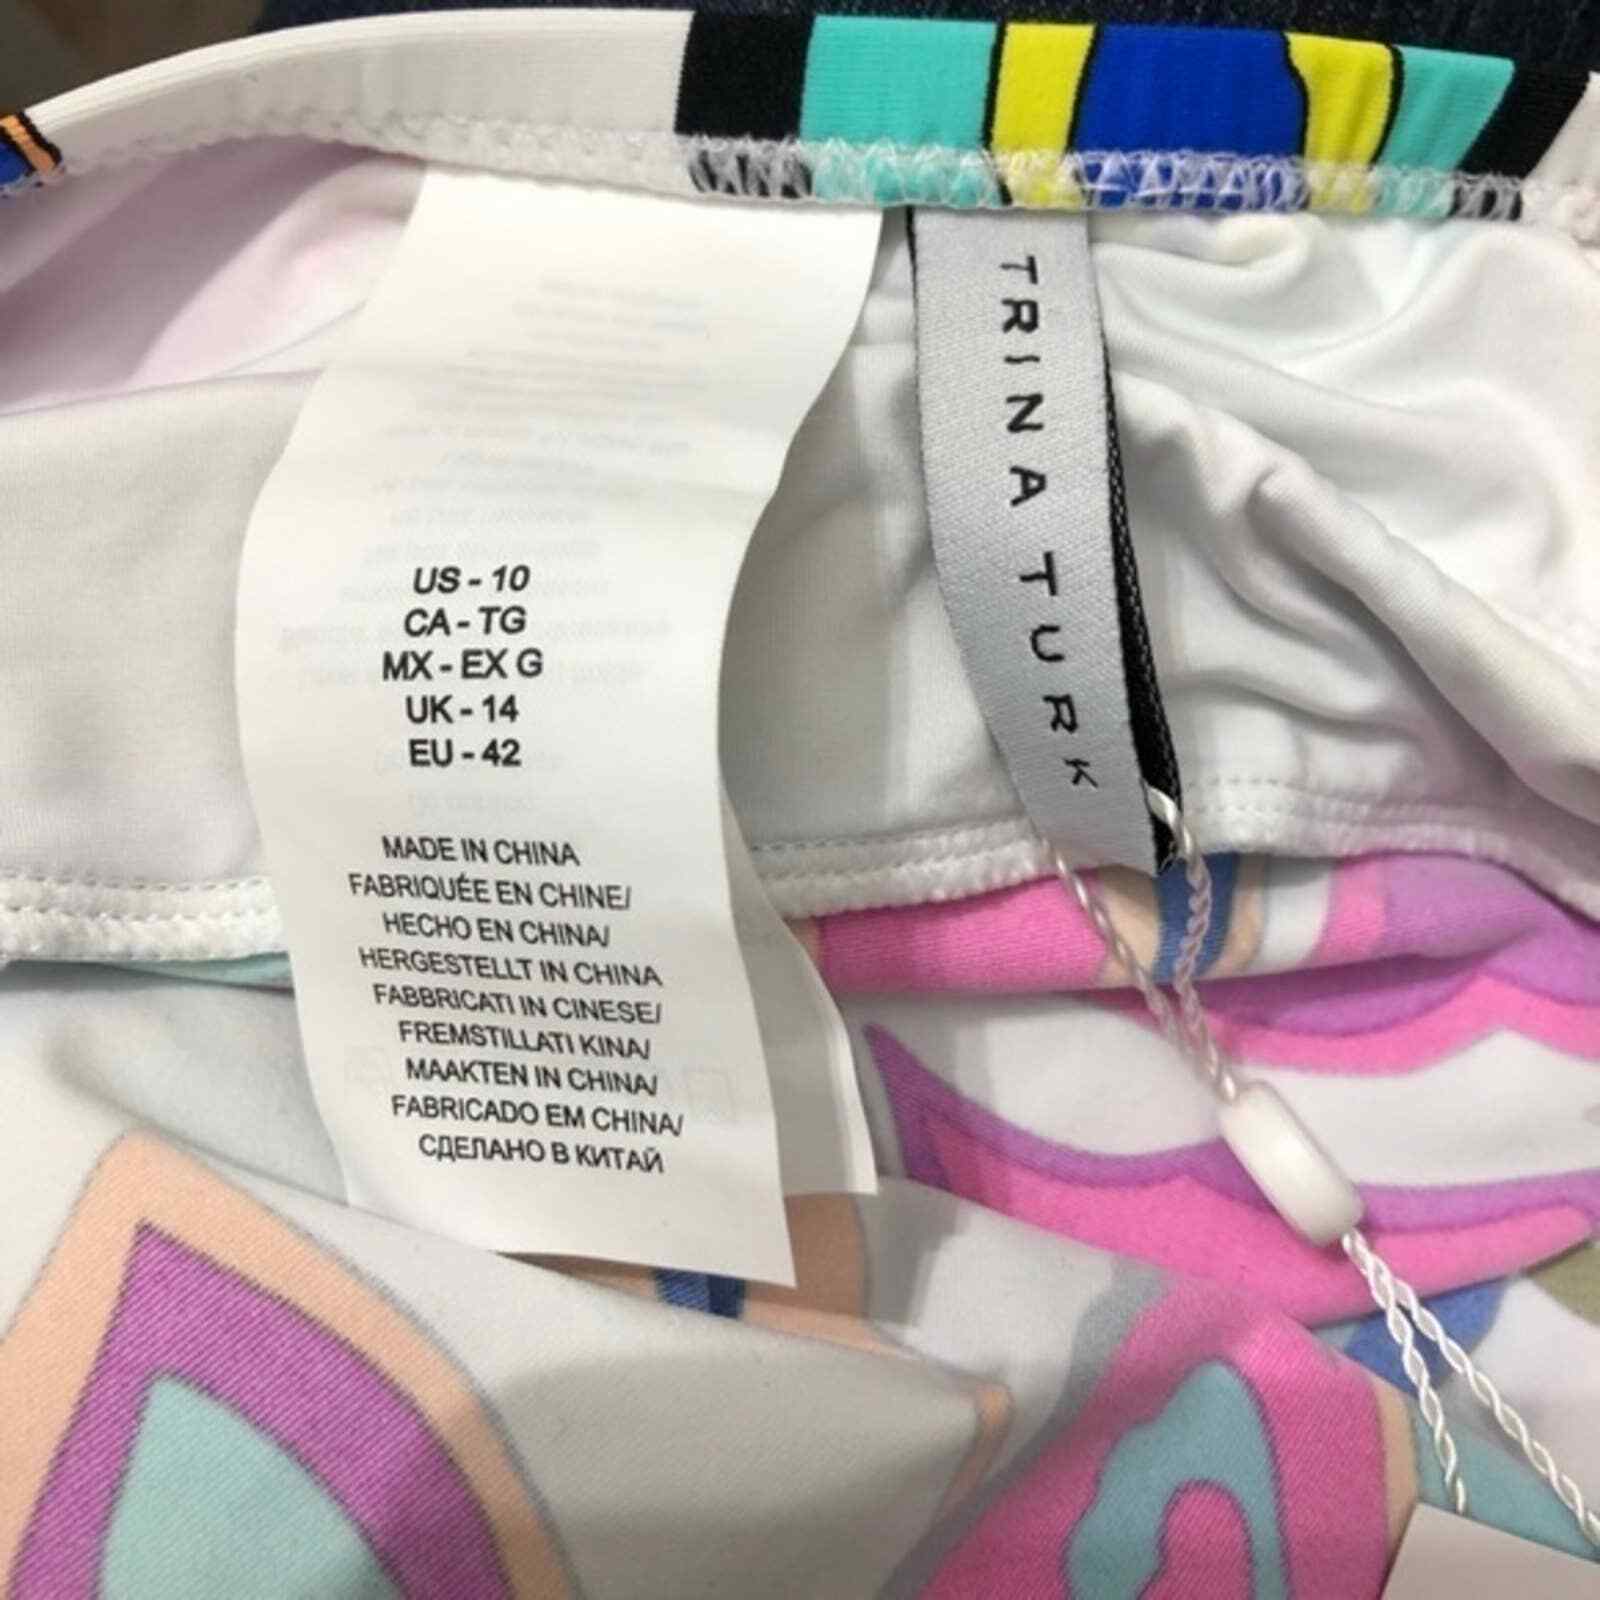 US - 10
CA - TG
MX - EX G
UK - 14
EU - 42
MADE IN CHINA
FABRIQUÉE EN CHINE/
HECHO EN CHINA/
HERGESTELLT IN CHINA
FABBRICATI IN CINESE/
FREMSTILLATI KINA/
MAAKTEN IN CHINA/
FABRICADO EM CHINA/
СДЕЛАНО В КИТАЙ
TRINA TURK